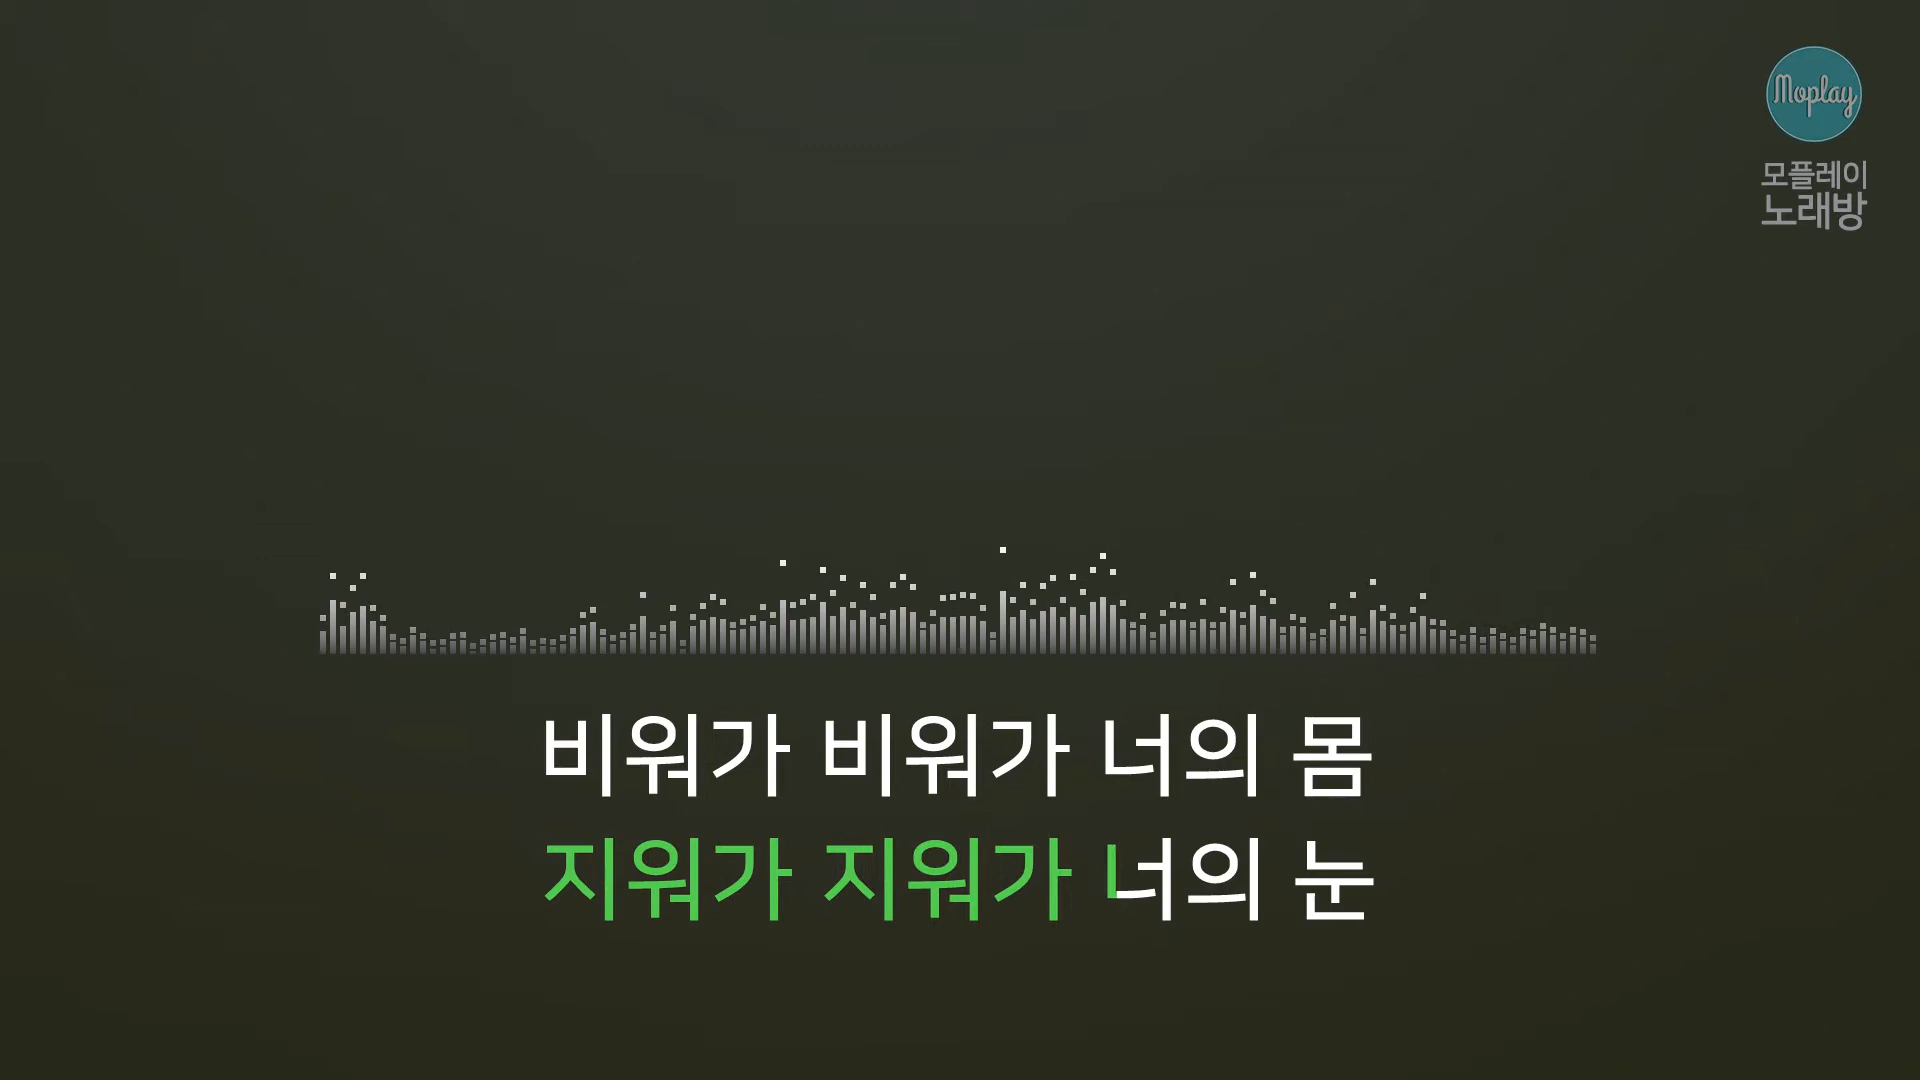 Moplay
모플레이
노래방
비워가 비워가 너의 몸
지워가 지워가 너의 눈